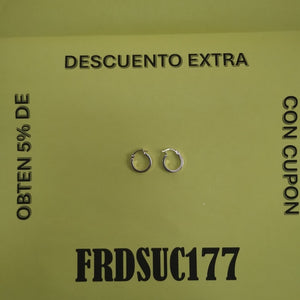 DESCUENTO EXTRA
OBTEN 5% DE
CON CUPON
FRDSUC177